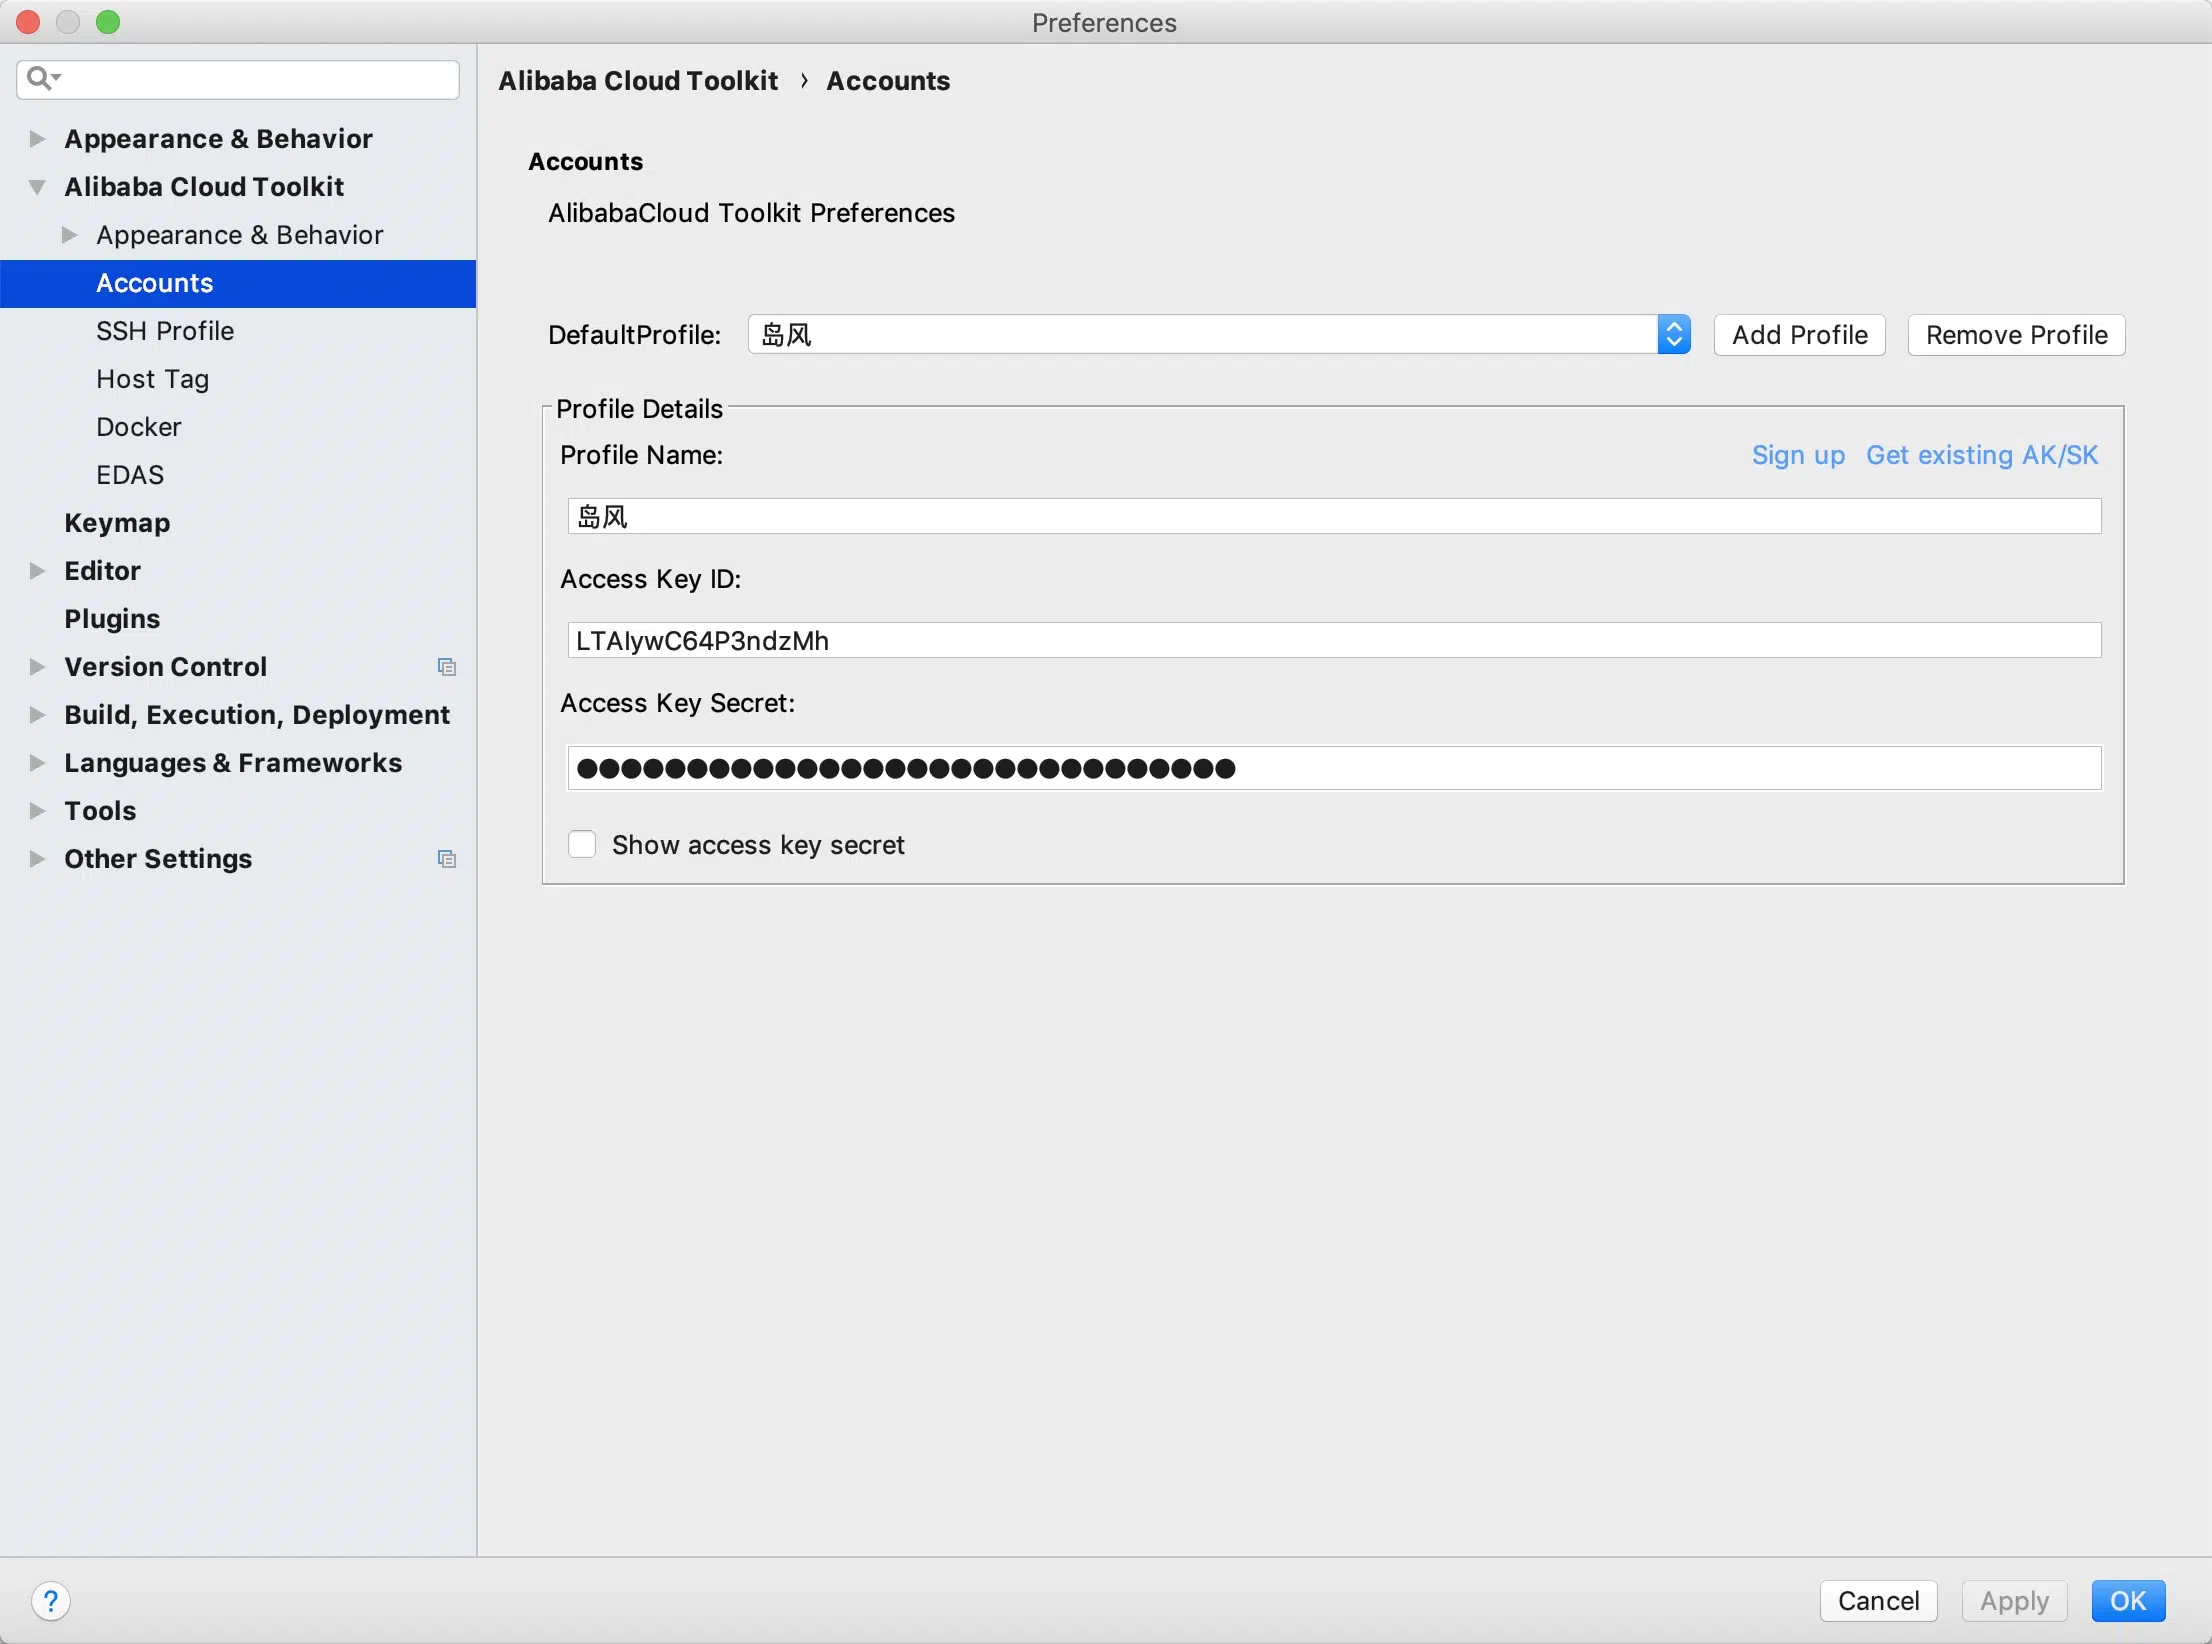 Preferences
Appearance & Behavior
Alibaba Cloud Toolkit
Appearance & Behavior
Accounts
SSH Profile
Host Tag
Docker
EDAS
Keymap
Editor
Plugins
Version Control
Build, Execution, Deployment
Languages & Frameworks
Tools
Other Settings
Alibaba Cloud Toolkit › Accounts
Accounts
AlibabaCloud Toolkit Preferences
DefaultProfile: 岛风 Add Profile Remove Profile
Profile Details
Profile Name: Sign up Get existing AK/SK
岛风
Access Key ID:
LTAIywC64P3ndzMh
Access Key Secret:
●●●●●●●●●●●●●●●●●●●●●●●●●●●●●●
Show access key secret
? Cancel Apply OK